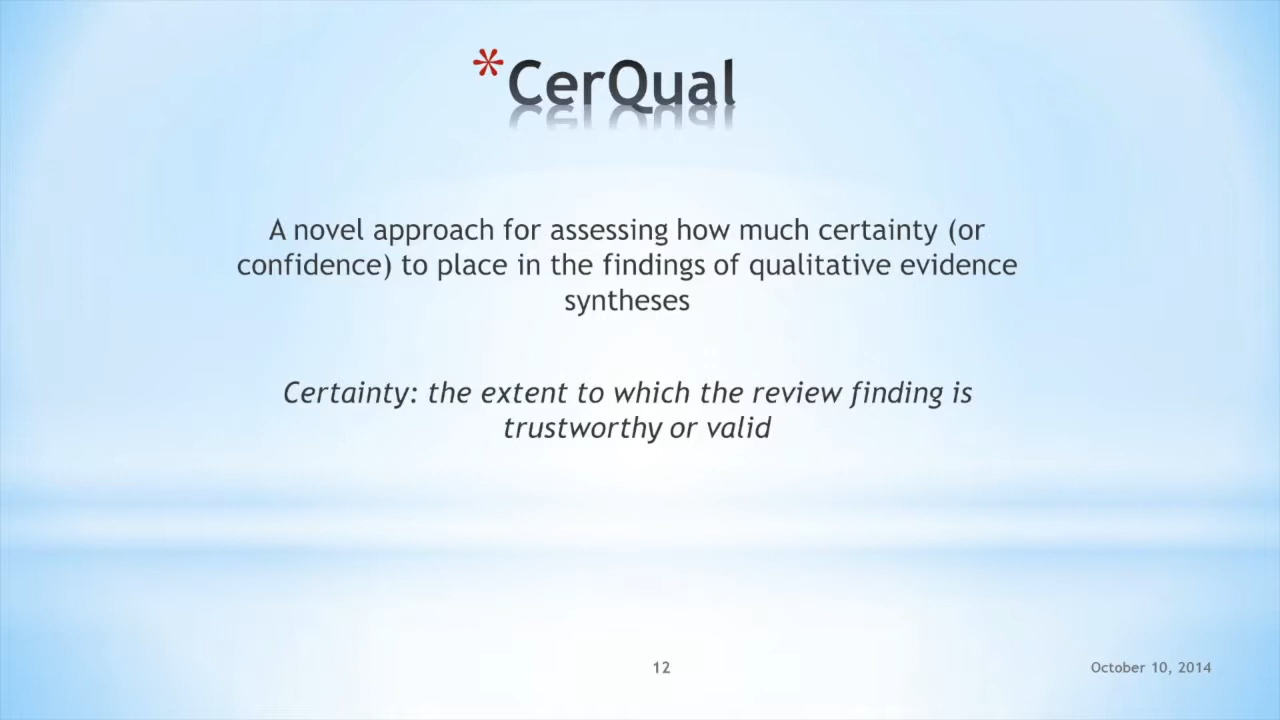 *CerQual
A novel approach for assessing how much certainty (or
confidence) to place in the findings of qualitative evidence
syntheses
Certainty: the extent to which the review finding is
trustworthy or valid
12
October 10, 2014